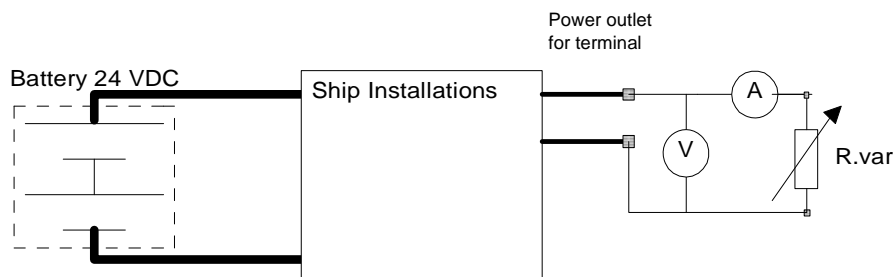 Power outlet
for terminal
Battery 24 VDC
Ship Installations
A
V
R.var